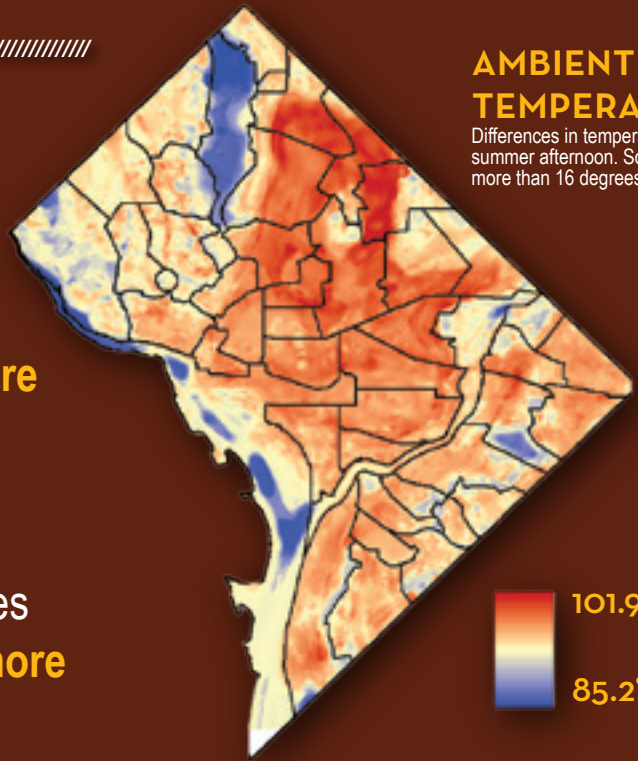 AMBIENT
TEMPERA
Differences in temper
summer afternoon. So
more than 16 degrees
re
es
nore
101.9
85.2°